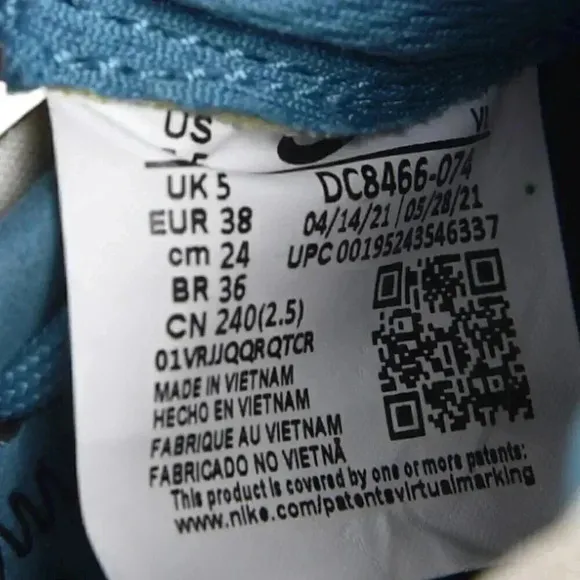 US
UK 5
EUR 38
cm 24
BR 36
CN 240(2.5)
DC8466-074
04/14/21 | 05/28/21
UPC 00195243546337
01VRJJQQRQTCR
MADE IN VIETNAM
HECHO EN VIETNAM
FABRIQUE AU VIETNAM
FABRICADO NO VIETNÃ
This product is covered by one or more patents:
www.nike.com/patentsvirtualmarking